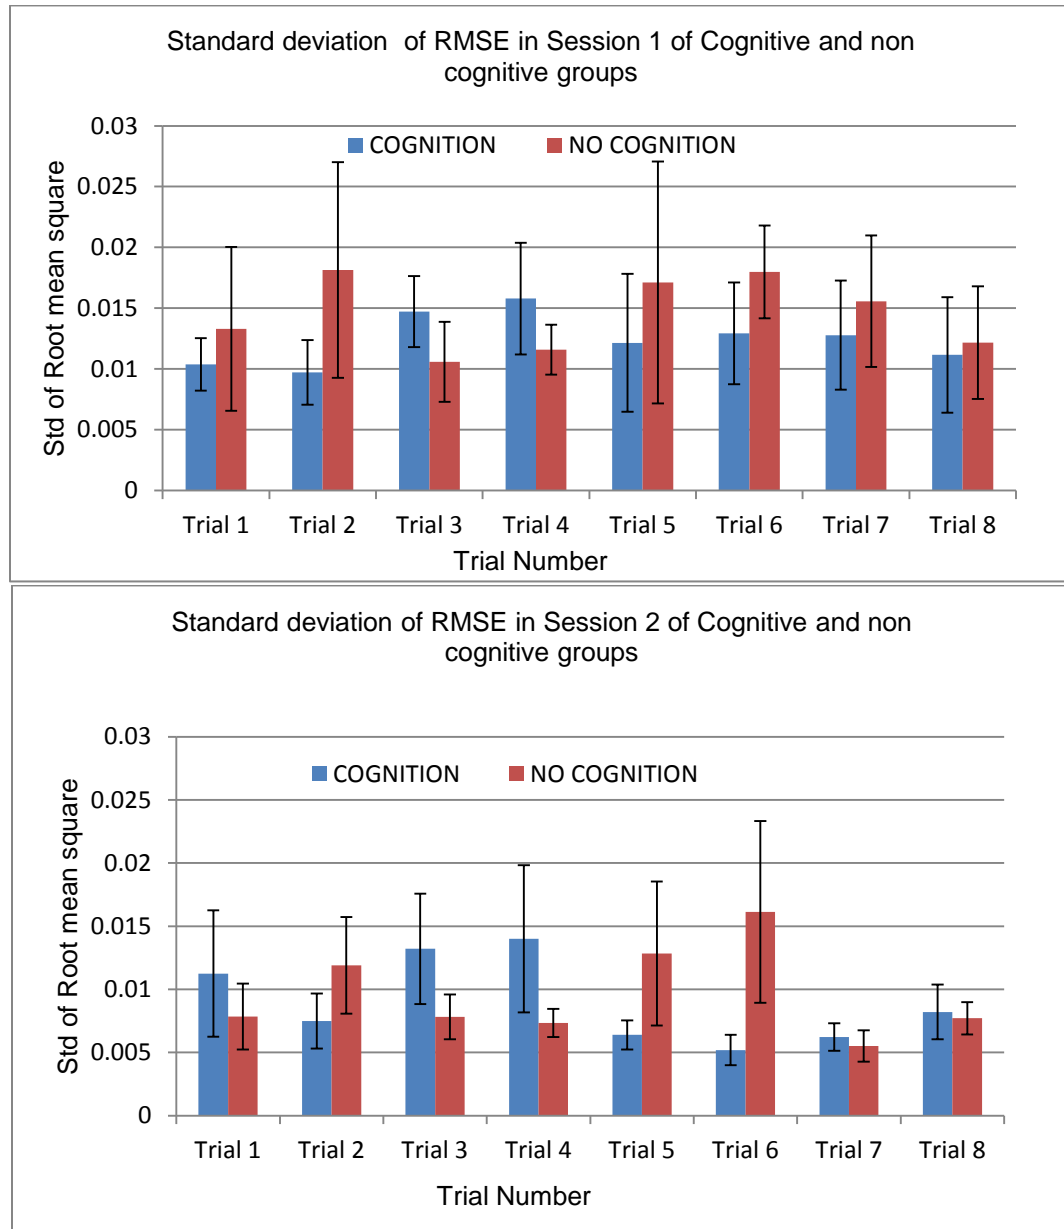 Standard deviation of RMSE in Session 1 of Cognitive and non
cognitive groups
0.03
COGNITION NO COGNITION
0.025
0.02
0.015
0.01
0.005
0
Std of Root mean square
Trial 1 Trial 2 Trial 3 Trial 4 Trial 5 Trial 6 Trial 7 Trial 8
Trial Number
Standard deviation of RMSE in Session 2 of Cognitive and non
cognitive groups
0.03
COGNITION NO COGNITION
0.025
0.02
0.015
0.01
0.005
0
Std of Root mean square
Trial 1 Trial 2 Trial 3 Trial 4 Trial 5 Trial 6 Trial 7 Trial 8
Trial Number